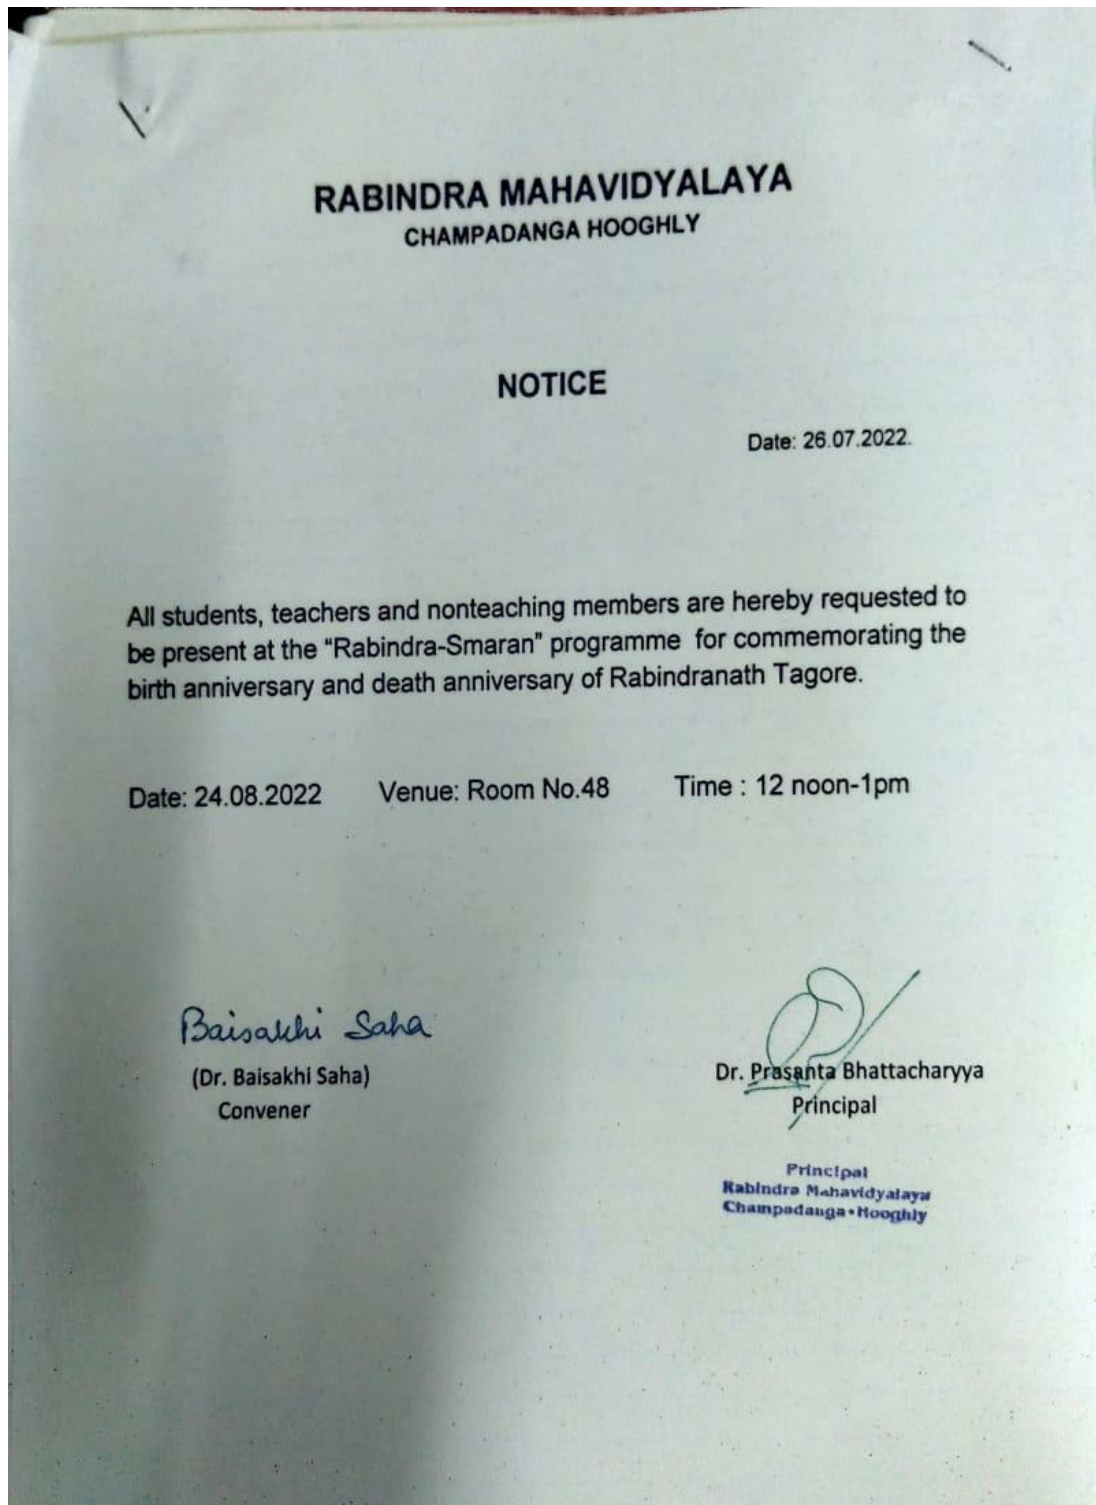 RABINDRA MAHAVIDYALAYA
CHAMPADANGA HOOGHLY
NOTICE
Date: 26.07.2022.
All students, teachers and nonteaching members are hereby requested to
be present at the “Rabindra-Smaran” programme for commemorating the
birth anniversary and death anniversary of Rabindranath Tagore.
Date: 24.08.2022 Venue: Room No.48 Time : 12 noon-1pm
Baisakhi Saha
(Dr. Baisakhi Saha)
Convener
Dr. Prasanta Bhattacharyya
Principal
Principal
Rabindra Mahavidyalaya
Champadanga•Hooghly